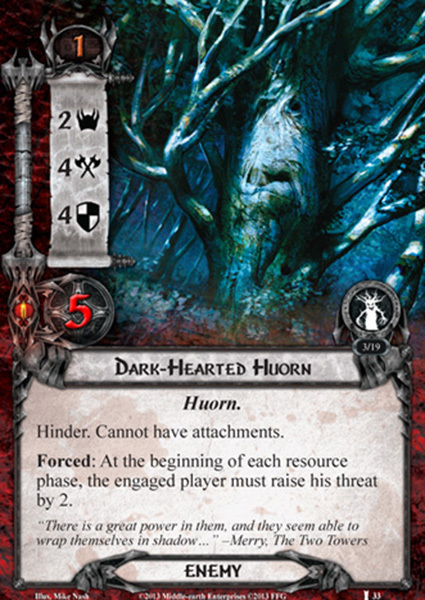 1
2
4
4
5
3/19
Dark-Hearted Huorn
Huorn.
Hinder. Cannot have attachments.
Forced: At the beginning of each resource
phase, the engaged player must raise his threat
by 2.
“There is a great power in them, and they seem able to
wrap themselves in shadow…” –Merry, The Two Towers
ENEMY
Illus. Mike Nash
©2013 Middle-earth Enterprises ©2013 FFG
33